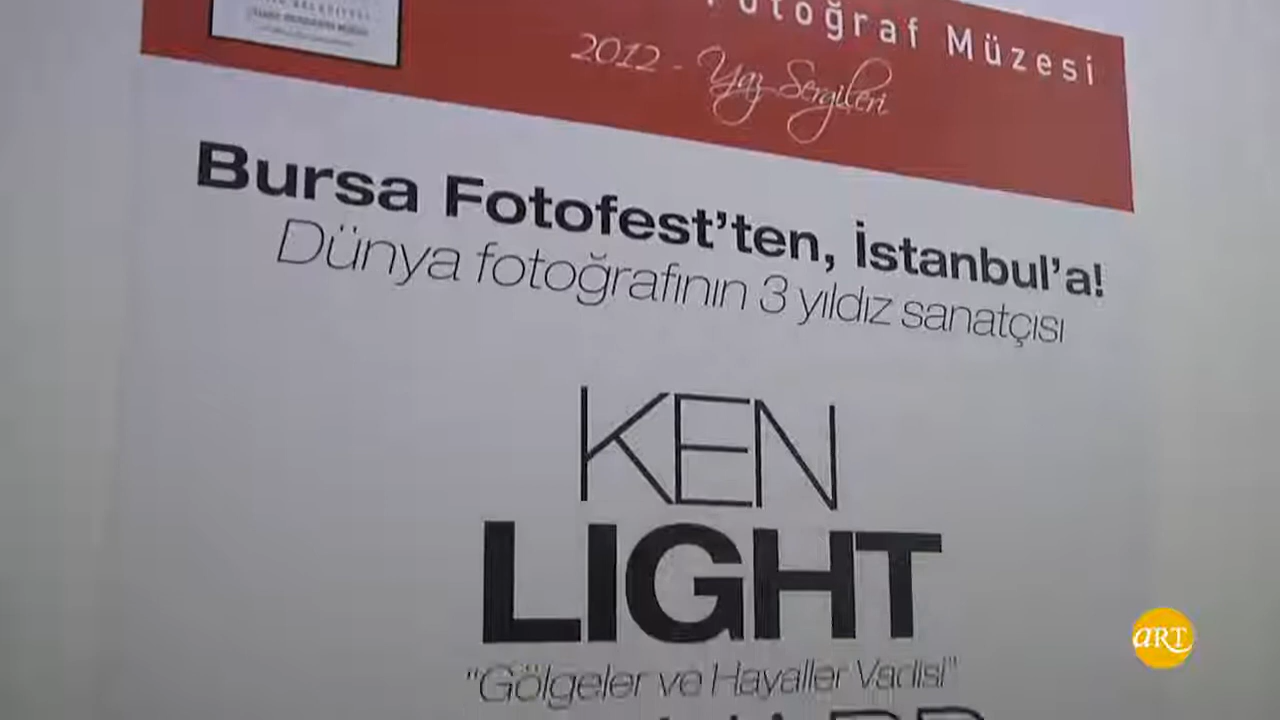 Fotoğraf Müzesi
2012 - Yaz Sergileri
Bursa Fotofest'ten, İstanbul'a!
Dünya fotoğrafının 3 yıldız sanatçısı
KEN
LIGHT
"Gölgeler ve Hayaller Vadisi"
aRT